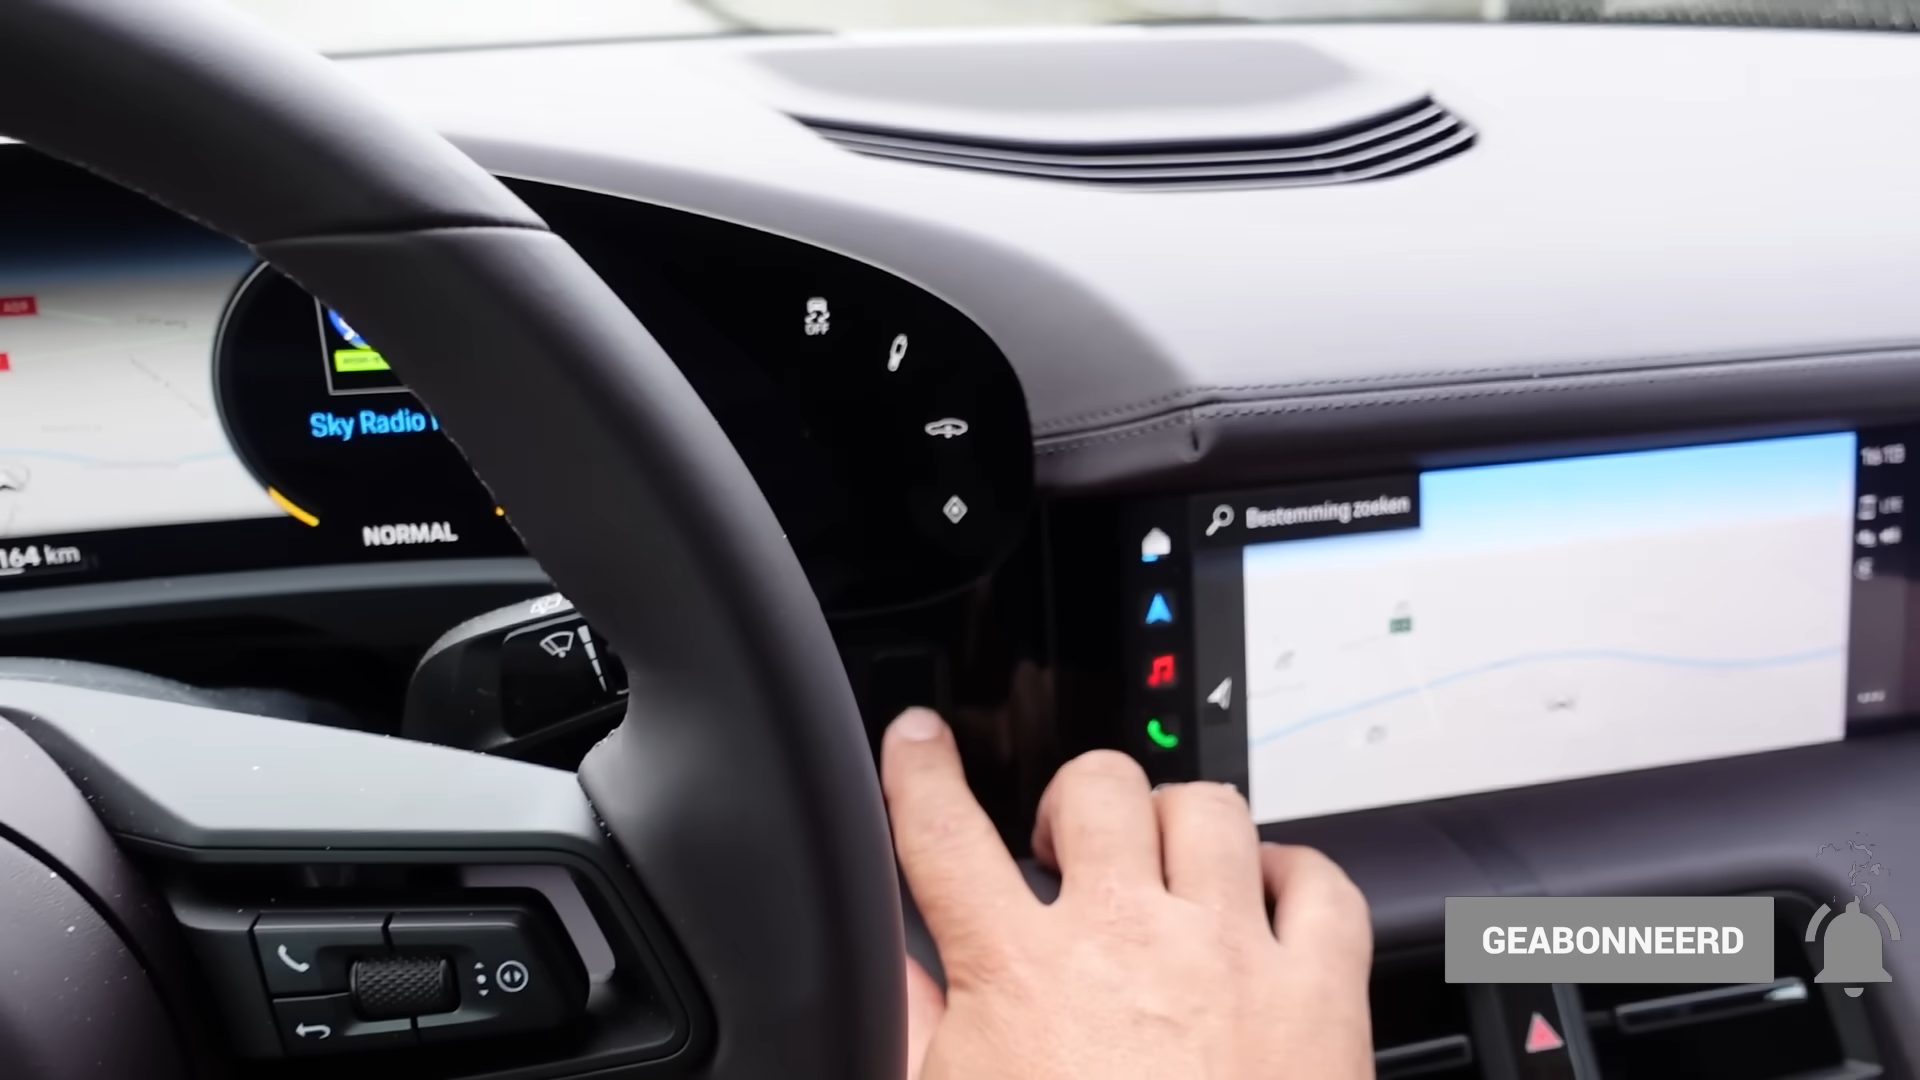 OFF
Sky Radio
NORMAL
164 km
Bestemming zoeken
GEABONNEERD